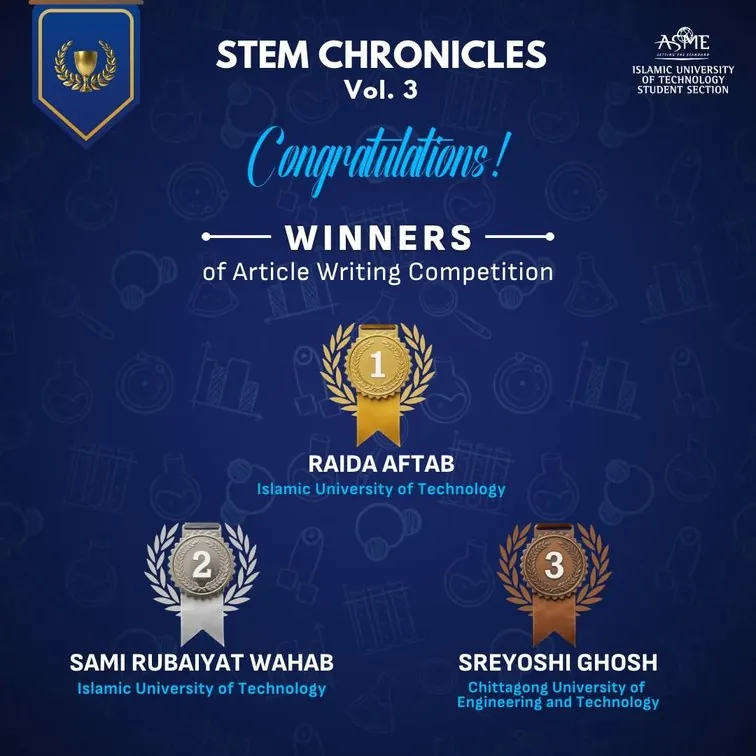 STEM CHRONICLES
Vol. 3
ASME
SETTING THE STANDARD
ISLAMIC UNIVERSITY
OF TECHNOLOGY
STUDENT SECTION
Congratulations!
WINNERS
of Article Writing Competition
1
RAIDA AFTAB
Islamic University of Technology
2
SAMI RUBAIYAT WAHAB
Islamic University of Technology
3
SREYOSHI GHOSH
Chittagong University of
Engineering and Technology